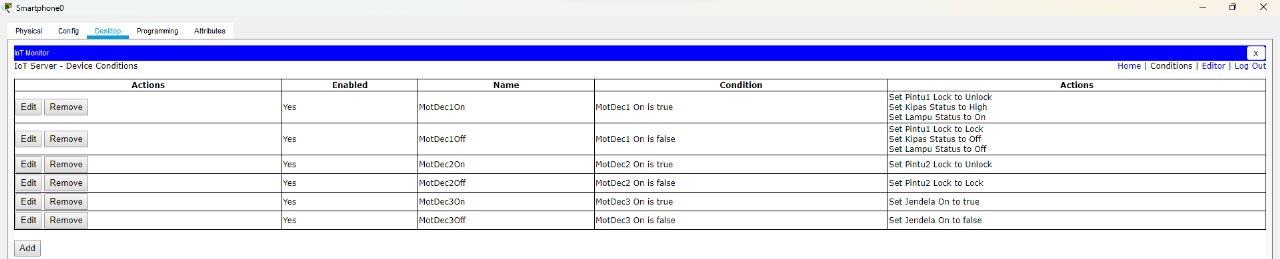 Smartphone0
Physical Config Desktop Programming Attributes
IoT Monitor X
IoT Server - Device Conditions Home | Conditions | Editor | Log Out
Actions Enabled Name Condition Actions
Edit Remove Yes MotDec1On MotDec1 On is true Set Pintu1 Lock to Unlock
Set Kipas Status to High
Set Lampu Status to On
Edit Remove Yes MotDec1Off MotDec1 On is false Set Pintu1 Lock to Lock
Set Kipas Status to Off
Set Lampu Status to Off
Edit Remove Yes MotDec2On MotDec2 On is true Set Pintu2 Lock to Unlock
Edit Remove Yes MotDec2Off MotDec2 On is false Set Pintu2 Lock to Lock
Edit Remove Yes MotDec3On MotDec3 On is true Set Jendela On to true
Edit Remove Yes MotDec3Off MotDec3 On is false Set Jendela On to false
Add